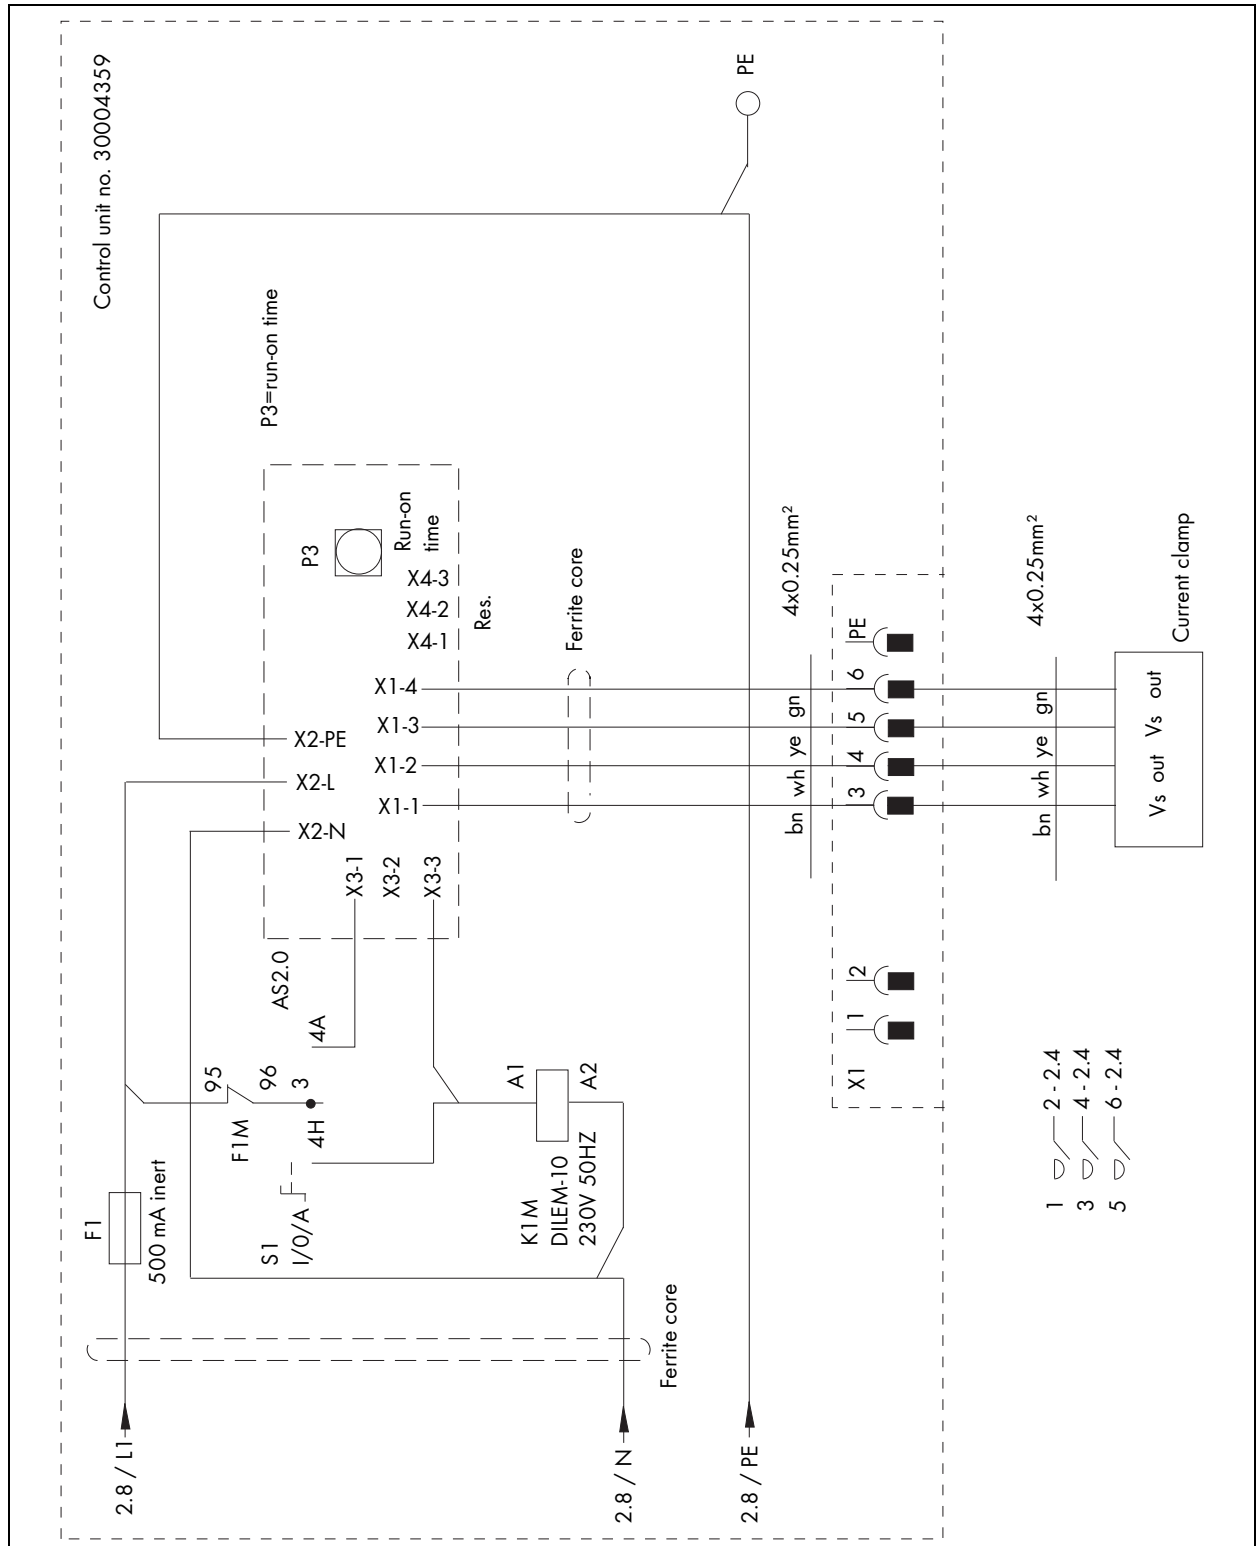 Control unit no. 30004359
PE
P3=run-on time
P3
Run-on
time
X4-3
X4-2
X4-1
Res.
X1-4
X1-3
X1-2
X1-1
X2-PE
X2-L
X2-N
X3-1
X3-2
X3-3
AS2.0
Ferrite core
4x0.25mm²
bn wh ye gn
PE
6
5
4
3
2
1
X1
4x0.25mm²
bn wh ye gn
Current clamp
Vs out Vs out
95
96
F1M
3
4A
4H
S1
I/0/A
A1
A2
K1M
DILEM-10
230V 50HZ
F1
500 mA inert
Ferrite core
2.8 / L1
2.8 / N
2.8 / PE
1 2 - 2.4
3 4 - 2.4
5 6 - 2.4